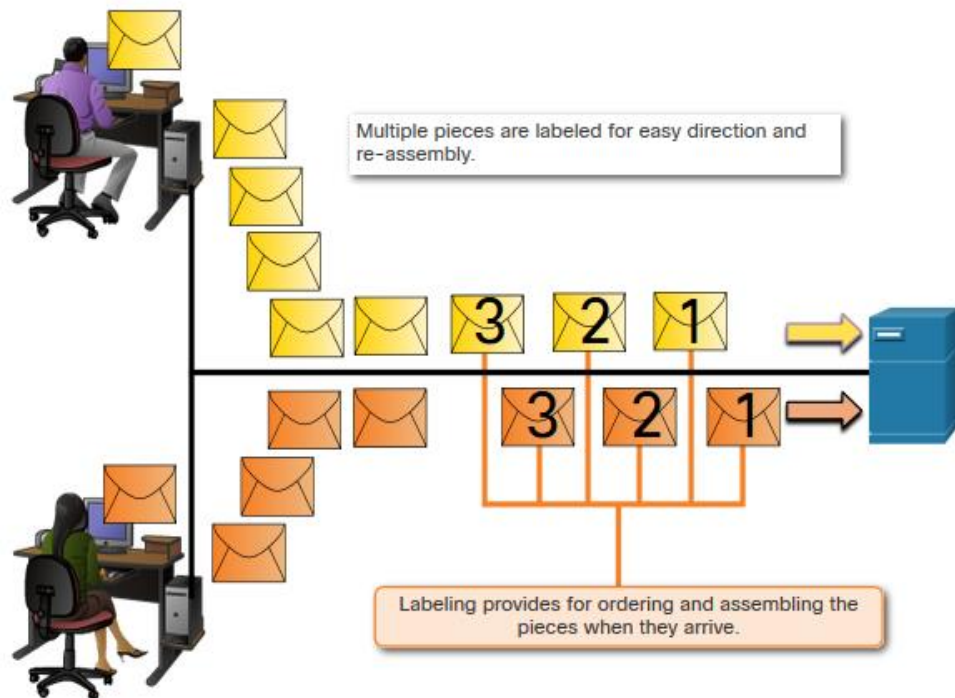 Multiple pieces are labeled for easy direction and
re-assembly.
3 2 1
3 2 1
Labeling provides for ordering and assembling the
pieces when they arrive.